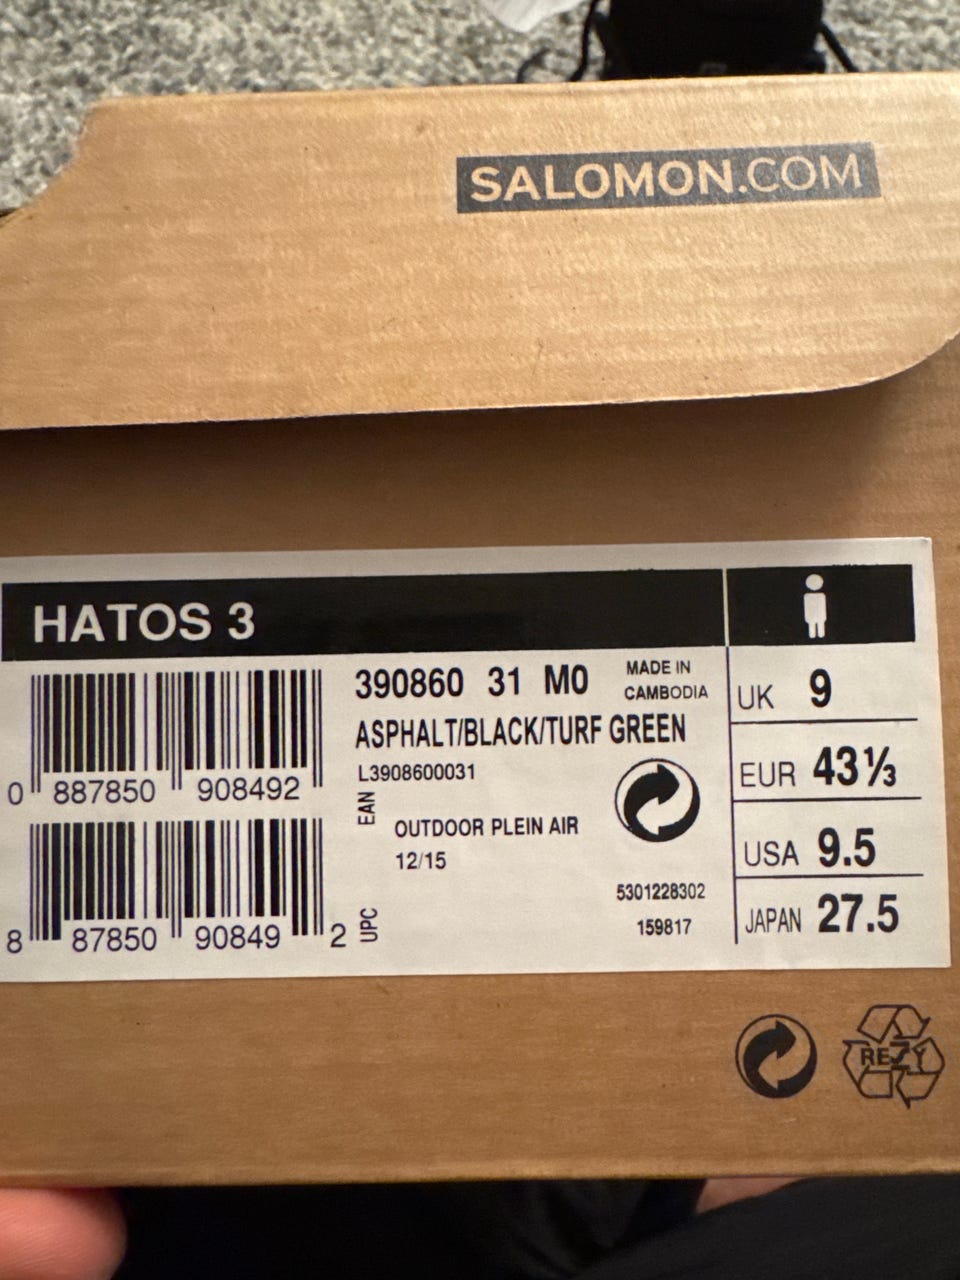 SALOMON.COM
HATOS 3
390860 31 M0
MADE IN
CAMBODIA
ASPHALT/BLACK/TURF GREEN
L3908600031
EAN
0 887850 908492
OUTDOOR PLEIN AIR
12/15
5301228302
159817
UPC
8 87850 90849 2
UK 9
EUR 43⅓
USA 9.5
JAPAN 27.5
RESY